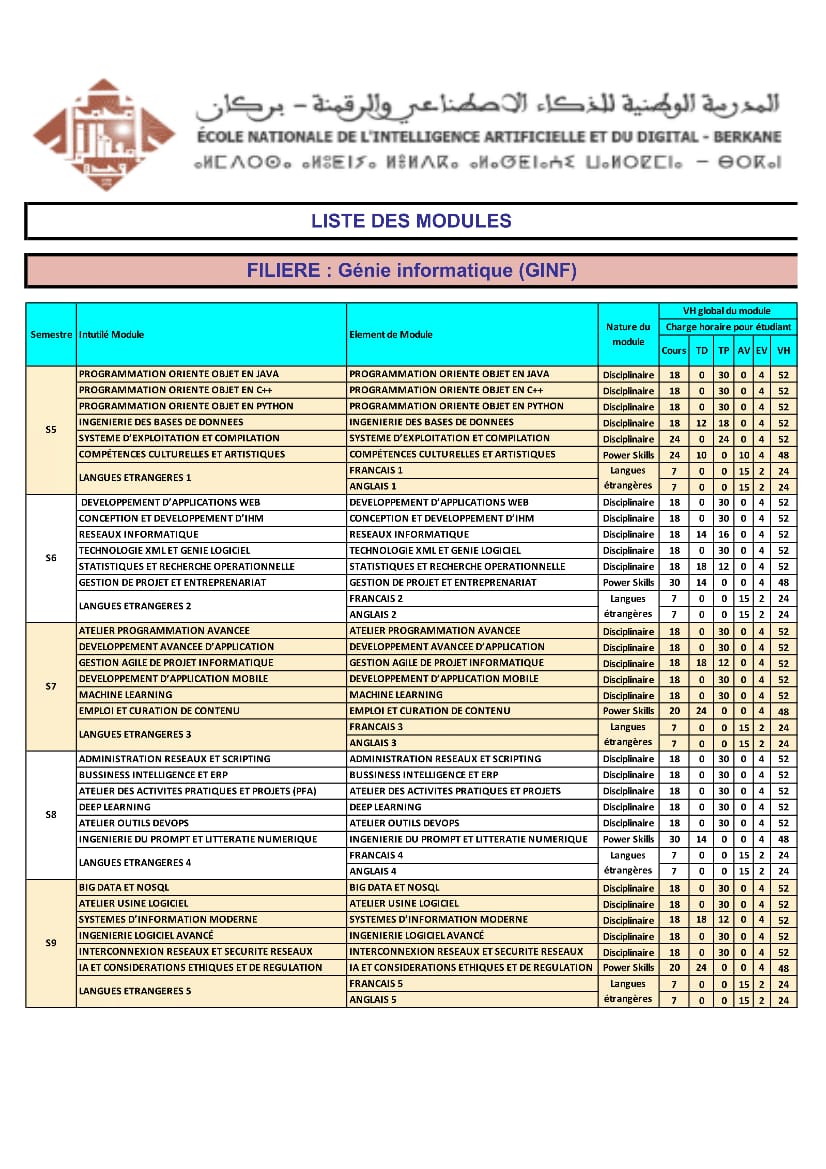 المدرسة الوطنية للذكاء الاصطناعي والرقمنة - بركان
ÉCOLE NATIONALE DE L'INTELLIGENCE ARTIFICIELLE ET DU DIGITAL - BERKANE
LISTE DES MODULES
FILIERE : Génie informatique (GINF)
VH global du module
Semestre Intutilé Module Element de Module Nature du module Charge horaire pour étudiant
Cours TD TP AV EV VH
S5
PROGRAMMATION ORIENTE OBJET EN JAVA PROGRAMMATION ORIENTE OBJET EN JAVA Disciplinaire 18 0 30 0 4 52
PROGRAMMATION ORIENTE OBJET EN C++ PROGRAMMATION ORIENTE OBJET EN C++ Disciplinaire 18 0 30 0 4 52
PROGRAMMATION ORIENTE OBJET EN PYTHON PROGRAMMATION ORIENTE OBJET EN PYTHON Disciplinaire 18 0 30 0 4 52
INGENIERIE DES BASES DE DONNEES INGENIERIE DES BASES DE DONNEES Disciplinaire 18 12 18 0 4 52
SYSTEME D'EXPLOITATION ET COMPILATION SYSTEME D'EXPLOITATION ET COMPILATION Disciplinaire 24 0 24 0 4 52
COMPÉTENCES CULTURELLES ET ARTISTIQUES COMPÉTENCES CULTURELLES ET ARTISTIQUES Power Skills 24 10 0 10 4 48
LANGUES ETRANGERES 1 FRANCAIS 1 Langues étrangères 7 0 0 15 2 24
ANGLAIS 1 7 0 0 15 2 24
S6
DEVELOPPEMENT D'APPLICATIONS WEB DEVELOPPEMENT D'APPLICATIONS WEB Disciplinaire 18 0 30 0 4 52
CONCEPTION ET DEVELOPPEMENT D'IHM CONCEPTION ET DEVELOPPEMENT D'IHM Disciplinaire 18 0 30 0 4 52
RESEAUX INFORMATIQUE RESEAUX INFORMATIQUE Disciplinaire 18 14 16 0 4 52
TECHNOLOGIE XML ET GENIE LOGICIEL TECHNOLOGIE XML ET GENIE LOGICIEL Disciplinaire 18 0 30 0 4 52
STATISTIQUES ET RECHERCHE OPERATIONNELLE STATISTIQUES ET RECHERCHE OPERATIONNELLE Disciplinaire 18 18 12 0 4 52
GESTION DE PROJET ET ENTREPRENARIAT GESTION DE PROJET ET ENTREPRENARIAT Power Skills 30 14 0 0 4 48
LANGUES ETRANGERES 2 FRANCAIS 2 Langues étrangères 7 0 0 15 2 24
ANGLAIS 2 7 0 0 15 2 24
S7
ATELIER PROGRAMMATION AVANCEE ATELIER PROGRAMMATION AVANCEE Disciplinaire 18 0 30 0 4 52
DEVELOPPEMENT AVANCEE D'APPLICATION DEVELOPPEMENT AVANCEE D'APPLICATION Disciplinaire 18 0 30 0 4 52
GESTION AGILE DE PROJET INFORMATIQUE GESTION AGILE DE PROJET INFORMATIQUE Disciplinaire 18 18 12 0 4 52
DEVELOPPEMENT D'APPLICATION MOBILE DEVELOPPEMENT D'APPLICATION MOBILE Disciplinaire 18 0 30 0 4 52
MACHINE LEARNING MACHINE LEARNING Disciplinaire 18 0 30 0 4 52
EMPLOI ET CURATION DE CONTENU EMPLOI ET CURATION DE CONTENU Power Skills 20 24 0 0 4 48
LANGUES ETRANGERES 3 FRANCAIS 3 Langues étrangères 7 0 0 15 2 24
ANGLAIS 3 7 0 0 15 2 24
S8
ADMINISTRATION RESEAUX ET SCRIPTING ADMINISTRATION RESEAUX ET SCRIPTING Disciplinaire 18 0 30 0 4 52
BUSSINESS INTELLIGENCE ET ERP BUSSINESS INTELLIGENCE ET ERP Disciplinaire 18 0 30 0 4 52
ATELIER DES ACTIVITES PRATIQUES ET PROJETS (PFA) ATELIER DES ACTIVITES PRATIQUES ET PROJETS Disciplinaire 18 0 30 0 4 52
DEEP LEARNING DEEP LEARNING Disciplinaire 18 0 30 0 4 52
ATELIER OUTILS DEVOPS ATELIER OUTILS DEVOPS Disciplinaire 18 0 30 0 4 52
INGENIERIE DU PROMPT ET LITTERATIE NUMERIQUE INGENIERIE DU PROMPT ET LITTERATIE NUMERIQUE Power Skills 30 14 0 0 4 48
LANGUES ETRANGERES 4 FRANCAIS 4 Langues étrangères 7 0 0 15 2 24
ANGLAIS 4 7 0 0 15 2 24
S9
BIG DATA ET NOSQL BIG DATA ET NOSQL Disciplinaire 18 0 30 0 4 52
ATELIER USINE LOGICIEL ATELIER USINE LOGICIEL Disciplinaire 18 0 30 0 4 52
SYSTEMES D'INFORMATION MODERNE SYSTEMES D'INFORMATION MODERNE Disciplinaire 18 18 12 0 4 52
INGENIERIE LOGICIEL AVANCÉ INGENIERIE LOGICIEL AVANCÉ Disciplinaire 18 0 30 0 4 52
INTERCONNEXION RESEAUX ET SECURITE RESEAUX INTERCONNEXION RESEAUX ET SECURITE RESEAUX Disciplinaire 18 0 30 0 4 52
IA ET CONSIDERATIONS ETHIQUES ET DE REGULATION IA ET CONSIDERATIONS ETHIQUES ET DE REGULATION Power Skills 20 24 0 0 4 48
LANGUES ETRANGERES 5 FRANCAIS 5 Langues étrangères 7 0 0 15 2 24
ANGLAIS 5 7 0 0 15 2 24